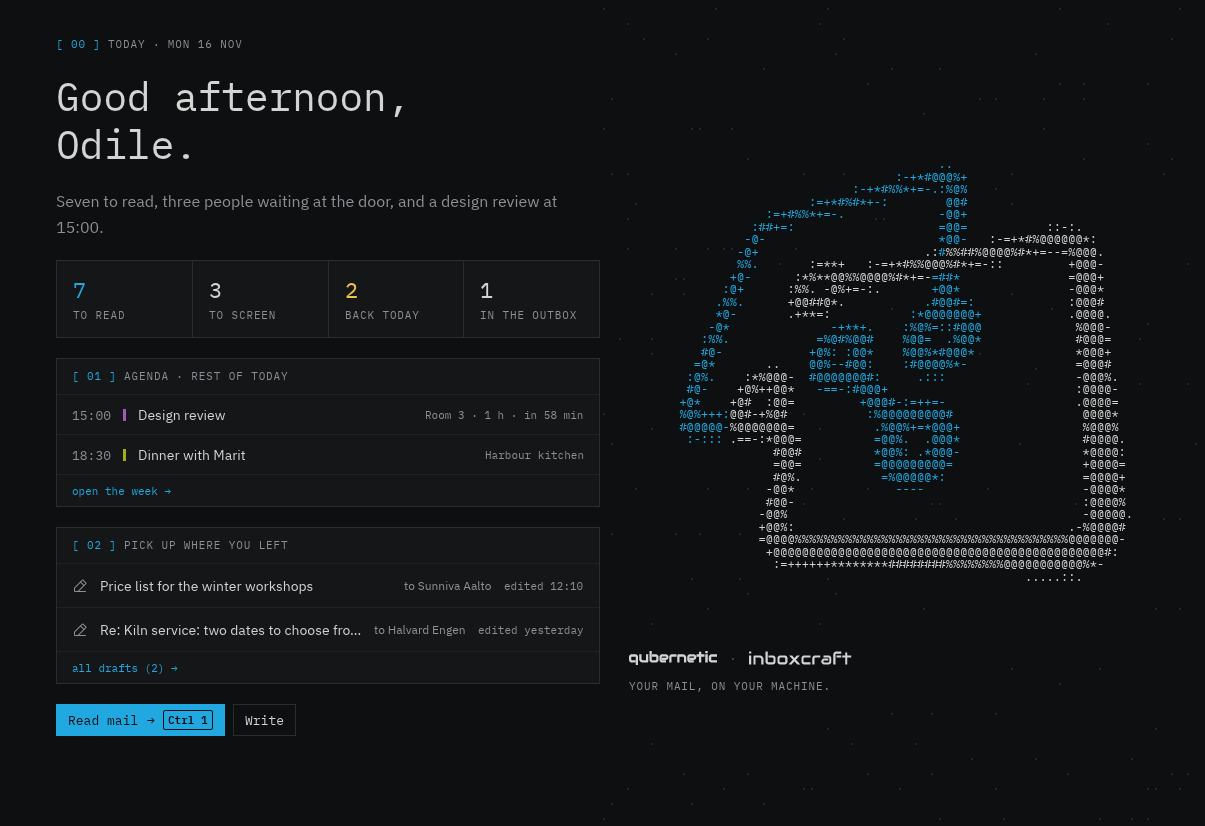 [ 00 ] TODAY · MON 16 NOV
Good afternoon,
Odile.
Seven to read, three people waiting at the door, and a design review at
15:00.
7
TO READ
3
TO SCREEN
2
BACK TODAY
1
IN THE OUTBOX
[ 01 ] AGENDA · REST OF TODAY
15:00 Design review Room 3 · 1 h · in 58 min
18:30 Dinner with Marit Harbour kitchen
open the week →
[ 02 ] PICK UP WHERE YOU LEFT
Price list for the winter workshops to Sunniva Aalto edited 12:10
Re: Kiln service: two dates to choose fro… to Halvard Engen edited yesterday
all drafts (2) →
Read mail → Ctrl 1 Write
qubernetic · inboxcraft
YOUR MAIL, ON YOUR MACHINE.